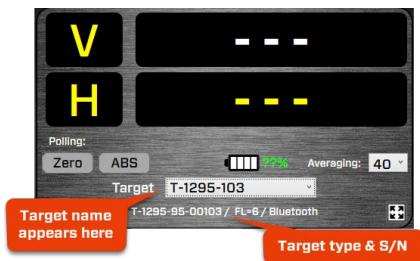 V - - -
H - - -
Polling:
Zero ABS ??% Averaging: 40
Target T-1295-103
T-1295-95-00103 / FL=6 / Bluetooth
Target name
appears here
Target type & S/N